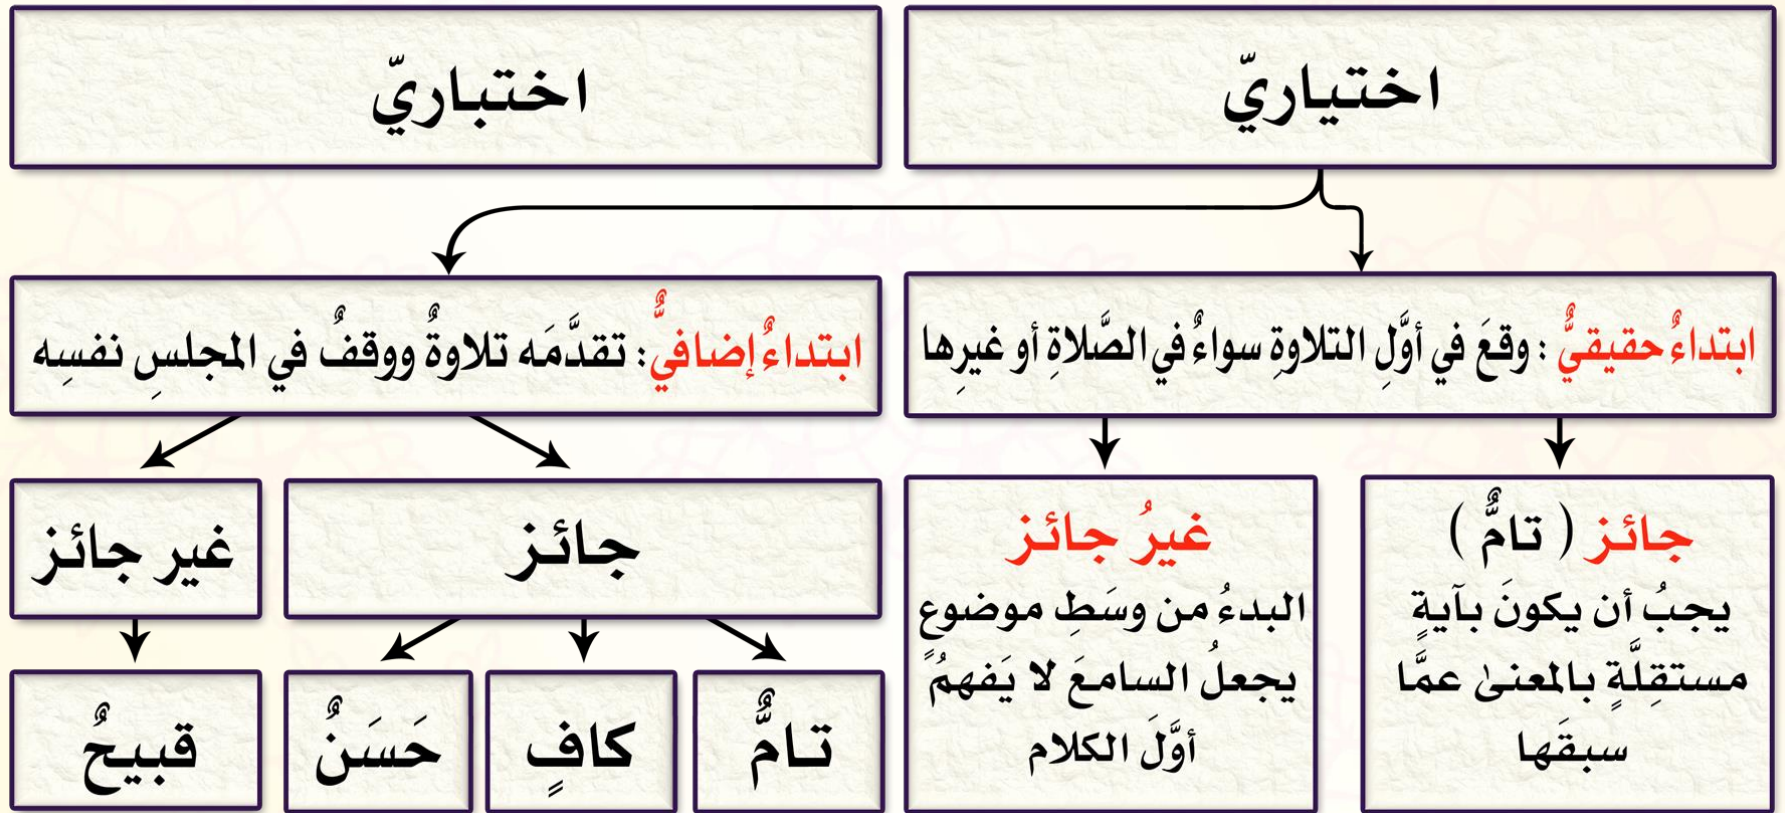 اختياريّ
اختباريّ
ابتداءٌ حقيقيٌّ : وقعَ في أوَّلِ التلاوةِ سواءٌ في الصَّلاةِ أو غيرِها
ابتداءٌ إضافيٌّ: تقدَّمَه تلاوةٌ ووقفٌ في المجلسِ نفسِه
جائز ( تامٌّ )
يجبُ أن يكونَ بآيةٍ
مستقِلَّةٍ بالمعنىٰ عمَّا
سبقَها
غيرُ جائز
البدءُ من وسَطِ موضوعٍ
يجعلُ السامعَ لا يَفهمُ
أوَّلَ الكلام
جائز
غير جائز
تامٌّ
كافٍ
حَسَنٌ
قبيحٌ